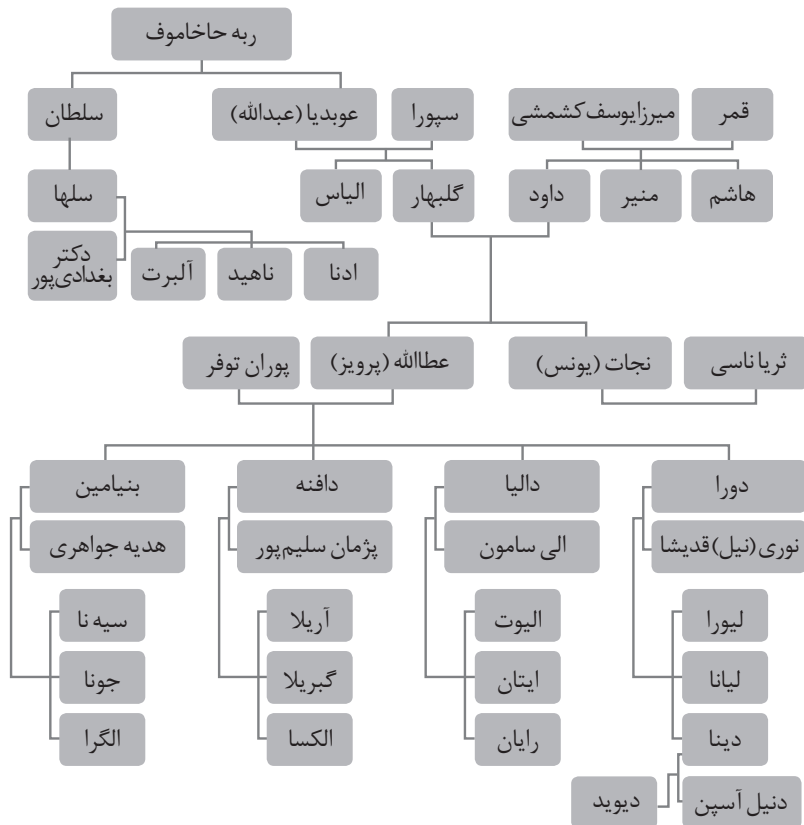 ربه حاخاموف
قمر
میرزا یوسف کشمشی
سپورا
عوبدیا (عبدالله)
سلطان
هاشم
منیر
داود
گلبهار
الیاس
سلها
ادنا
ناهید
آلبرت
دکتر
بغدادی‌پور
ثریا ناسی
نجات (یونس)
عطاالله (پرویز)
پوران توفر
دورا
دالیا
دافنه
بنیامین
نوری (نیل) قدیشا
الی سامون
پژمان سلیم‌پور
هدیه جواهری
لیورا
الیوت
آریلا
سیه نا
لیانا
ایتان
گبریلا
جونا
دینا
رایان
الکسا
الگرا
دنیل آسپن
دیوید